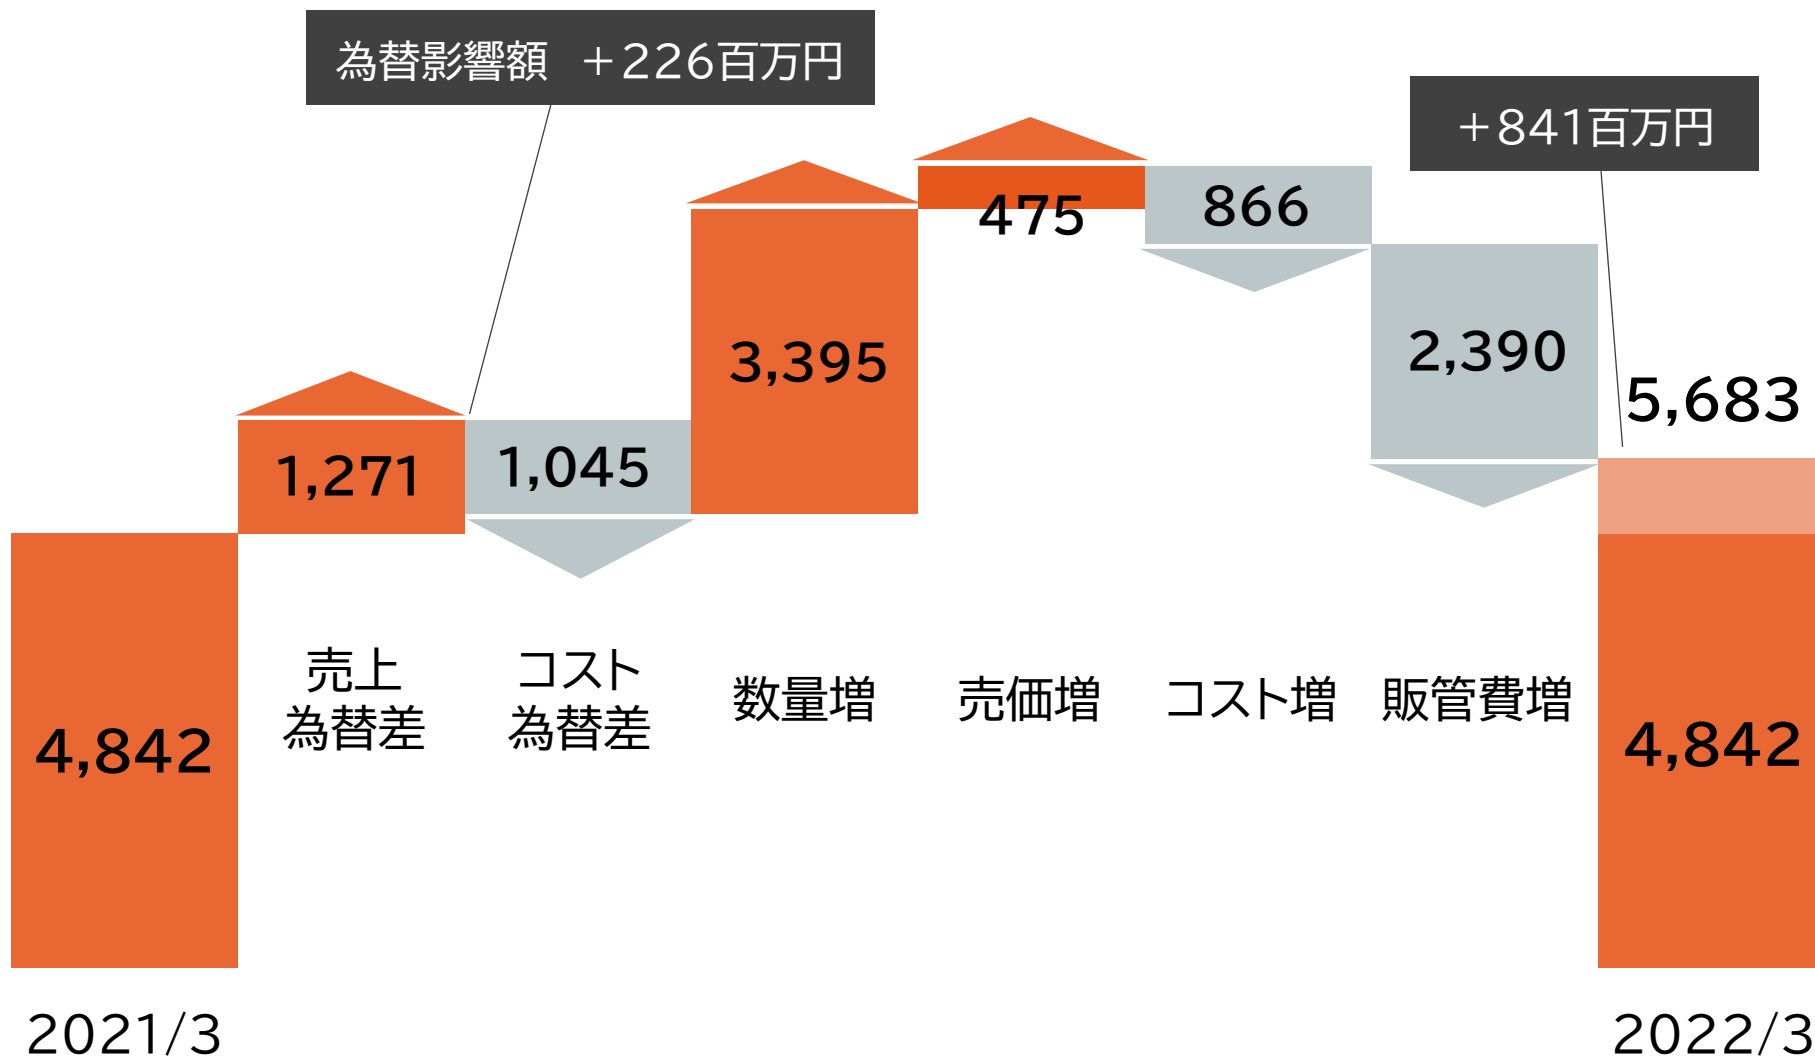 為替影響額 +226百万円
+841百万円
475
866
3,395
2,390
5,683
1,271
1,045
売上
為替差
コスト
為替差
数量増
売価増
コスト増
販管費増
4,842
4,842
2021/3
2022/3